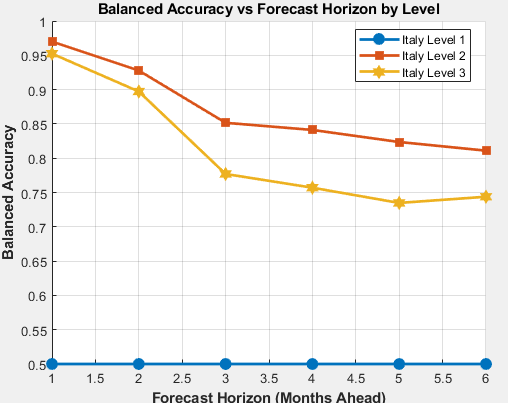 Balanced Accuracy vs Forecast Horizon by Level
Italy Level 1
Italy Level 2
Italy Level 3
Balanced Accuracy
1
0.95
0.9
0.85
0.8
0.75
0.7
0.65
0.6
0.55
0.5
1 1.5 2 2.5 3 3.5 4 4.5 5 5.5 6
Forecast Horizon (Months Ahead)